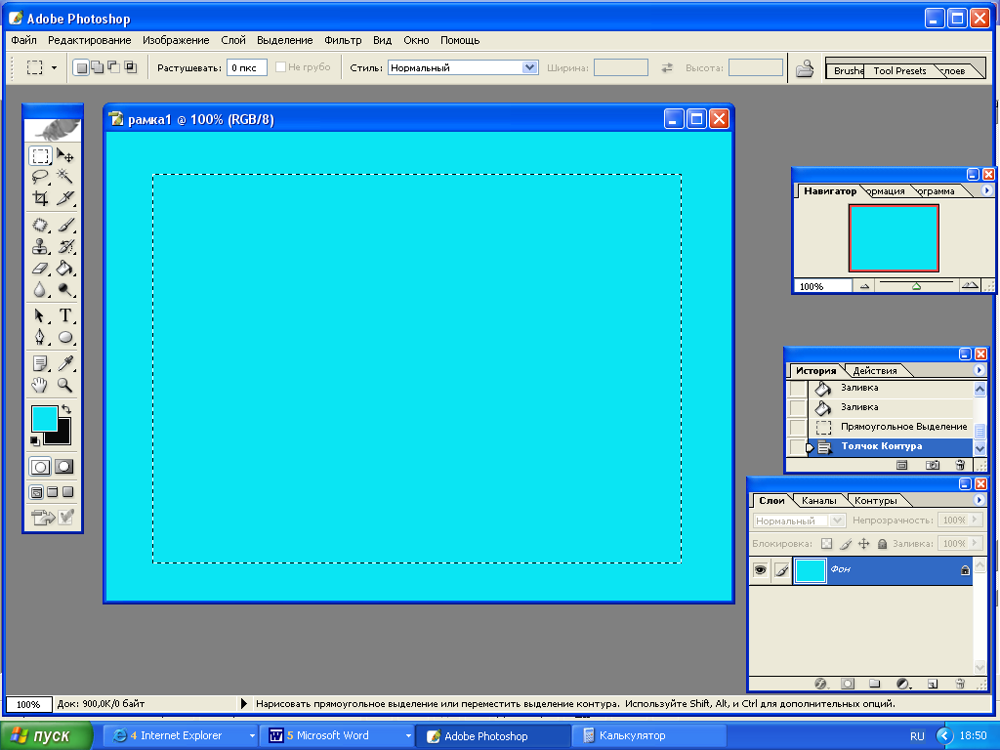 Adobe Photoshop
Файл Редактирование Изображение Слой Выделение Фильтр Вид Окно Помощь
Растушевать: 0 пкс Не грубо Стиль: Нормальный Ширина: Высота: Brushe Tool Presets слоев
рамка1 @ 100% (RGB/8)
Навигатор ормация ограмма
100%
История Действия
Заливка
Заливка
Прямоугольное Выделение
Толчок Контура
Слои Каналы Контуры
Нормальный Непрозрачность: 100%
Блокировка: Заливка: 100%
Фон
100% Док: 900,0K/0 байт Нарисовать прямоугольное выделение или переместить выделение контура. Используйте Shift, Alt, и Ctrl для дополнительных опций.
пуск 4 Internet Explorer 5 Microsoft Word Adobe Photoshop Калькулятор RU 18:50